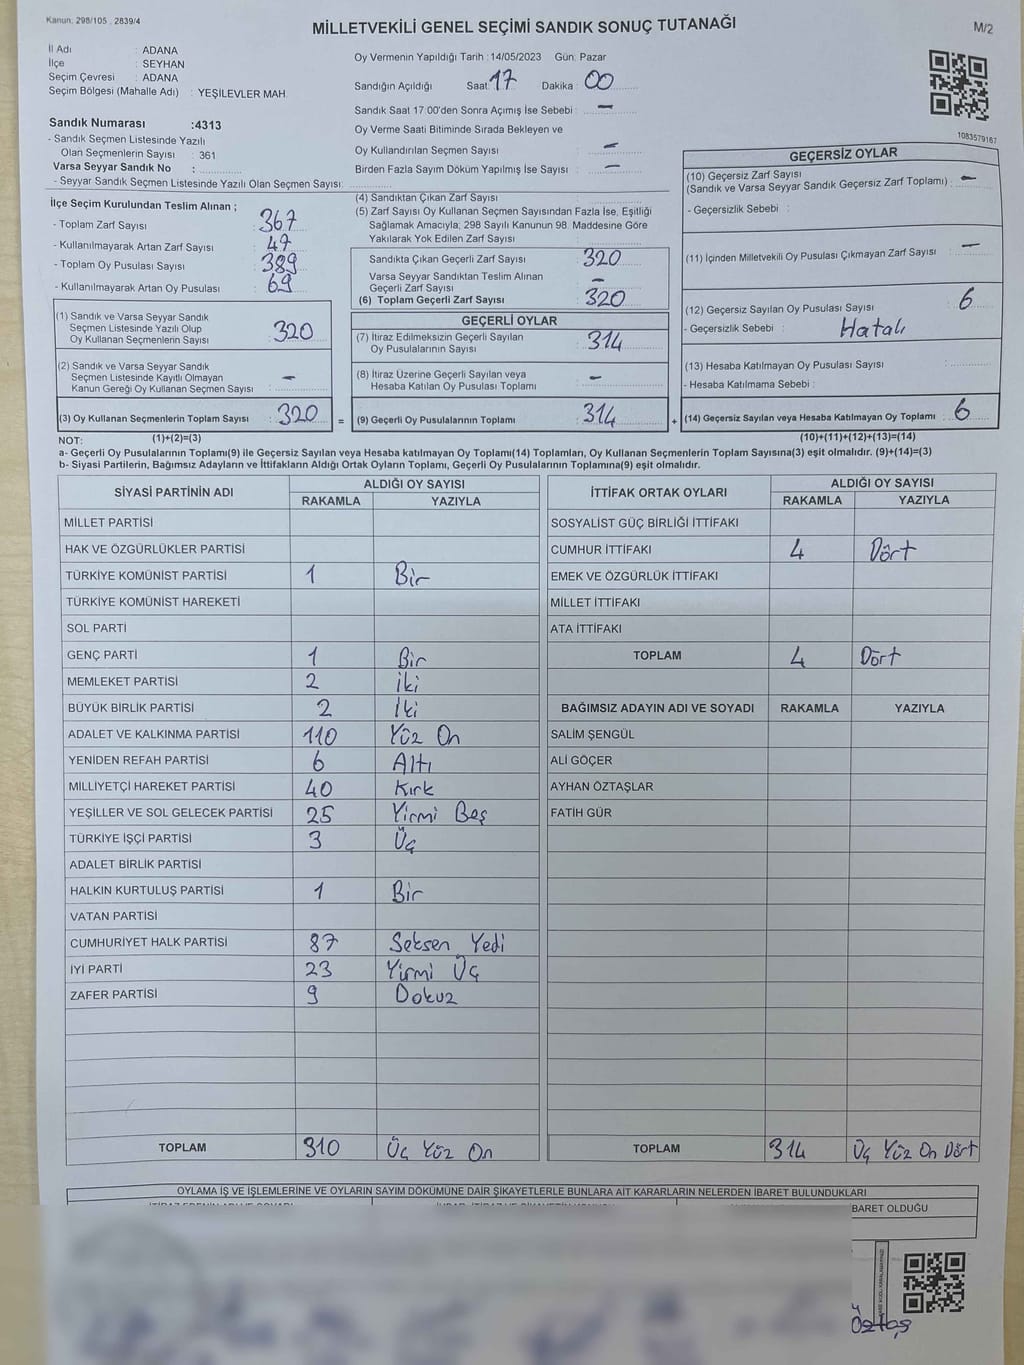 Kanun: 298/105 , 2839/4
MİLLETVEKİLİ GENEL SEÇİMİ SANDIK SONUÇ TUTANAĞI
M/2
İl Adı : ADANA
İlçe : SEYHAN
Seçim Çevresi : ADANA
Seçim Bölgesi (Mahalle Adı) : YEŞİLEVLER MAH.
Sandık Numarası :4313
- Sandık Seçmen Listesinde Yazılı
Olan Seçmenlerin Sayısı : 361
Varsa Seyyar Sandık No :
- Seyyar Sandık Seçmen Listesinde Yazılı Olan Seçmen Sayısı:
Oy Vermenin Yapıldığı Tarih :14/05/2023 Gün: Pazar
Sandığın Açıldığı Saat: 17 Dakika : 00
Sandık Saat 17:00'den Sonra Açımış İse Sebebi : —
Oy Verme Saati Bitiminde Sırada Bekleyen ve
Oy Kullandırılan Seçmen Sayısı —
Birden Fazla Sayım Döküm Yapılmış İse Sayısı : —
1083579167
İlçe Seçim Kurulundan Teslim Alınan ;
- Toplam Zarf Sayısı : 367
- Kullanılmayarak Artan Zarf Sayısı : 47
- Toplam Oy Pusulası Sayısı : 389
- Kullanılmayarak Artan Oy Pusulası : 69
(4) Sandıktan Çıkan Zarf Sayısı :
(5) Zarf Sayısı Oy Kullanan Seçmen Sayısından Fazla İse, Eşitliği
Sağlamak Amacıyla; 298 Sayılı Kanunun 98. Maddesine Göre
Yakılarak Yok Edilen Zarf Sayısı :
Sandıkta Çıkan Geçerli Zarf Sayısı : 320
Varsa Seyyar Sandıktan Teslim Alınan
Geçerli Zarf Sayısı : —
(6) Toplam Geçerli Zarf Sayısı : 320
GEÇERSİZ OYLAR
(10) Geçersiz Zarf Sayısı
(Sandık ve Varsa Seyyar Sandık Geçersiz Zarf Toplamı) : —
- Geçersizlik Sebebi :
(11) İçinden Milletvekili Oy Pusulası Çıkmayan Zarf Sayısı : —
(12) Geçersiz Sayılan Oy Pusulası Sayısı : 6
- Geçersizlik Sebebi : Hatalı
(13) Hesaba Katılmayan Oy Pusulası Sayısı :
- Hesaba Katılmama Sebebi :
(14) Geçersiz Sayılan veya Hesaba Katılmayan Oy Toplamı : 6
(10)+(11)+(12)+(13)=(14)
(1) Sandık ve Varsa Seyyar Sandık
Seçmen Listesinde Yazılı Olup
Oy Kullanan Seçmenlerin Sayısı : 320
(2) Sandık ve Varsa Seyyar Sandık
Seçmen Listesinde Kayıtlı Olmayan
Kanun Gereği Oy Kullanan Seçmen Sayısı : —
(3) Oy Kullanan Seçmenlerin Toplam Sayısı : 320 =
(1)+(2)=(3)
GEÇERLİ OYLAR
(7) İtiraz Edilmeksizin Geçerli Sayılan
Oy Pusulalarının Sayısı : 314
(8) İtiraz Üzerine Geçerli Sayılan veya
Hesaba Katılan Oy Pusulası Toplamı : —
(9) Geçerli Oy Pusulalarının Toplamı : 314 +
NOT:
a- Geçerli Oy Pusulalarının Toplamı(9) ile Geçersiz Sayılan veya Hesaba katılmayan Oy Toplamı(14) Toplamları, Oy Kullanan Seçmenlerin Toplam Sayısına(3) eşit olmalıdır. (9)+(14)=(3)
b- Siyasi Partilerin, Bağımsız Adayların ve İttifakların Aldığı Ortak Oyların Toplamı, Geçerli Oy Pusulalarının Toplamına(9) eşit olmalıdır.
SİYASİ PARTİNİN ADI ALDIĞI OY SAYISI
RAKAMLA YAZIYLA
MİLLET PARTİSİ
HAK VE ÖZGÜRLÜKLER PARTİSİ
TÜRKİYE KOMÜNİST PARTİSİ 1 Bir
TÜRKİYE KOMÜNİST HAREKETİ
SOL PARTİ
GENÇ PARTİ 1 Bir
MEMLEKET PARTİSİ 2 İki
BÜYÜK BİRLİK PARTİSİ 2 İki
ADALET VE KALKINMA PARTİSİ 110 Yüz On
YENİDEN REFAH PARTİSİ 6 Altı
MİLLİYETÇİ HAREKET PARTİSİ 40 Kırk
YEŞİLLER VE SOL GELECEK PARTİSİ 25 Yirmi Beş
TÜRKİYE İŞÇİ PARTİSİ 3 Üç
ADALET BİRLİK PARTİSİ
HALKIN KURTULUŞ PARTİSİ 1 Bir
VATAN PARTİSİ
CUMHURİYET HALK PARTİSİ 87 Seksen Yedi
İYİ PARTİ 23 Yirmi Üç
ZAFER PARTİSİ 9 Dokuz
TOPLAM 310 Üç Yüz On
İTTİFAK ORTAK OYLARI ALDIĞI OY SAYISI
RAKAMLA YAZIYLA
SOSYALİST GÜÇ BİRLİĞİ İTTİFAKI
CUMHUR İTTİFAKI 4 Dört
EMEK VE ÖZGÜRLÜK İTTİFAKI
MİLLET İTTİFAKI
ATA İTTİFAKI
TOPLAM 4 Dört
BAĞIMSIZ ADAYIN ADI VE SOYADI RAKAMLA YAZIYLA
SALİM ŞENGÜL
ALİ GÖÇER
AYHAN ÖZTAŞLAR
FATİH GÜR
TOPLAM 314 Üç Yüz On Dört
OYLAMA İŞ VE İŞLEMLERİNE VE OYLARIN SAYIM DÖKÜMÜNE DAİR ŞİKAYETLERLE BUNLARA AİT KARARLARIN NELERDEN İBARET BULUNDUKLARI
BARET OLDUĞU
Öztaş